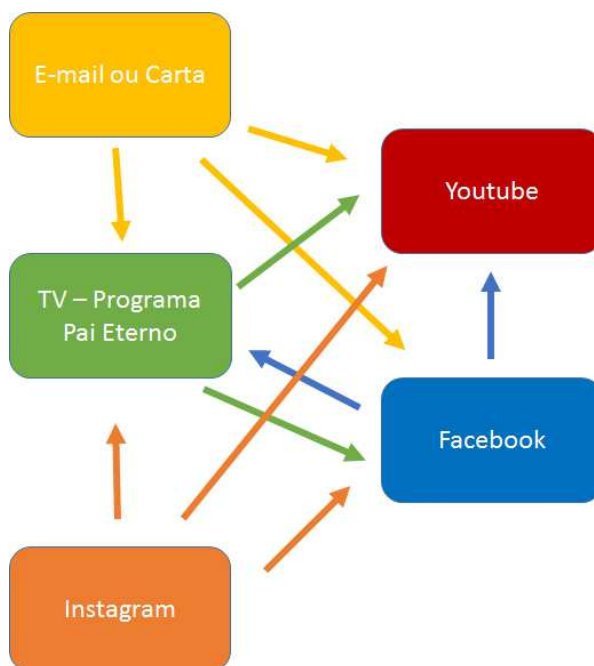 E-mail ou Carta
Youtube
TV – Programa
Pai Eterno
Facebook
Instagram